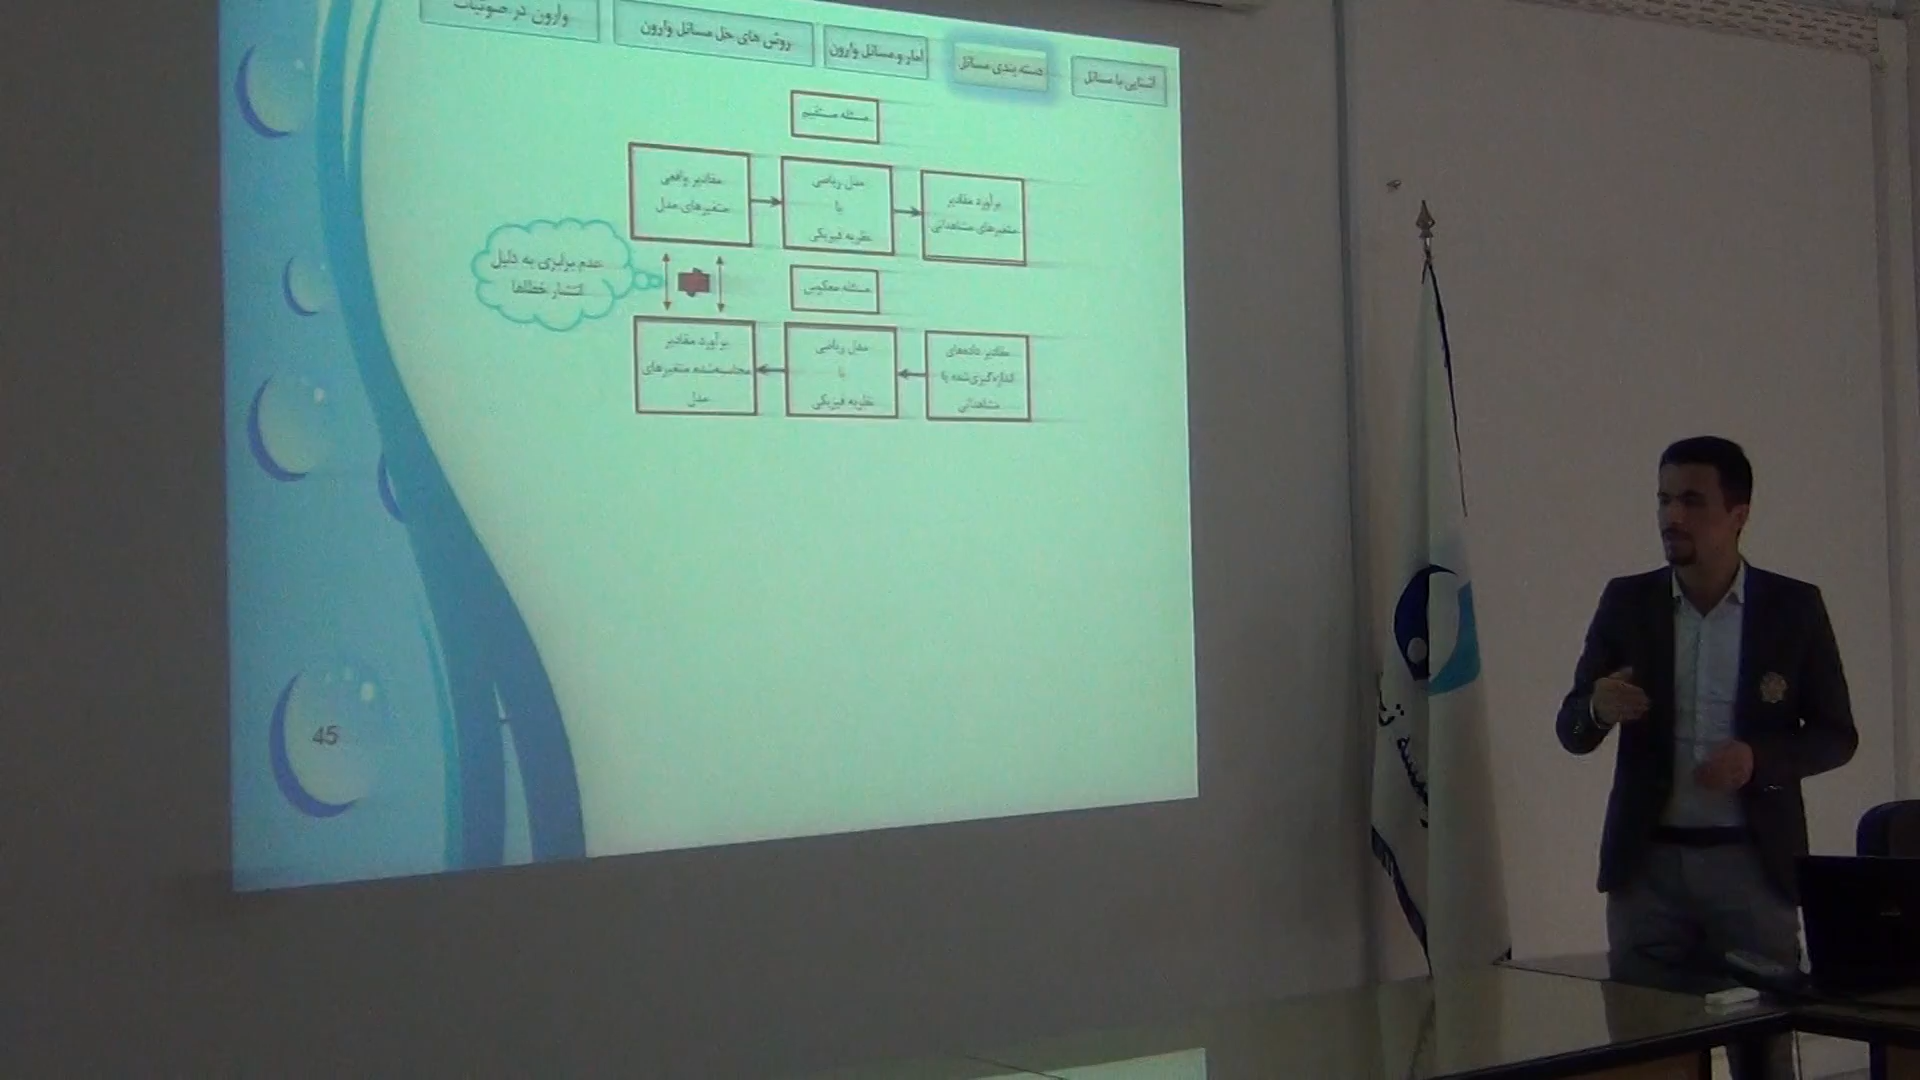 آشنایی با مسائل
دسته بندی مسائل
آمار و مسائل وارون
روش های حل مسائل وارون
وارون در صوتیات
مسئله مستقیم
مقادیر واقعی
متغیرهای مدل
مدل ریاضی
یا
نظریه فیزیکی
برآورد مقادیر
متغیرهای مشاهداتی
عدم برابری به دلیل
انتشار خطاها
مسئله معکوس
مقادیر داده‌های
اندازه‌گیری‌شده یا
مشاهداتی
مدل ریاضی
یا
نظریه فیزیکی
برآورد مقادیر
محاسبه‌شده متغیرهای
مدل
45